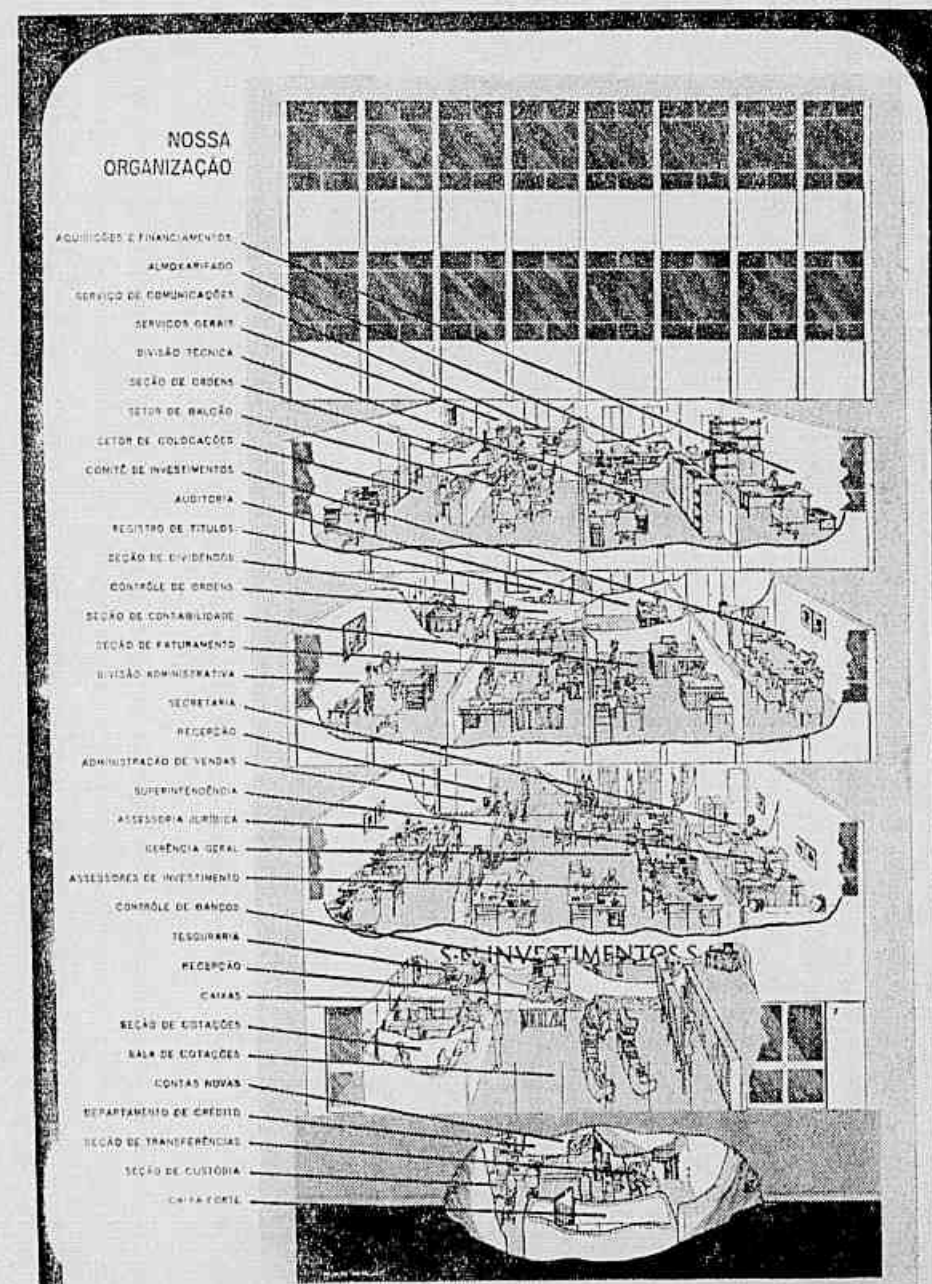 NOSSA
ORGANIZAÇÃO
AQUISIÇÕES E FINANCIAMENTOS
ALMOXARIFADO
SERVIÇO DE COMUNICAÇÕES
SERVIÇOS GERAIS
DIVISÃO TÉCNICA
SEÇÃO DE ORDENS
SETOR DE BALCÃO
SETOR DE COLOCAÇÕES
COMITÊ DE INVESTIMENTOS
AUDITORIA
REGISTRO DE TÍTULOS
SEÇÃO DE DIVIDENDOS
CONTRÔLE DE ORDENS
SEÇÃO DE CONTABILIDADE
SEÇÃO DE FATURAMENTO
DIVISÃO ADMINISTRATIVA
SECRETARIA
RECEPÇÃO
ADMINISTRAÇÃO DE VENDAS
SUPERINTENDÊNCIA
ASSESSORIA JURÍDICA
GERÊNCIA GERAL
ASSESSORES DE INVESTIMENTO
CONTRÔLE DE BANCOS
S.N. INVESTIMENTOS S.
TESOURARIA
RECEPÇÃO
CAIXAS
SEÇÃO DE COTAÇÕES
SALA DE COTAÇÕES
CONTAS NOVAS
DEPARTAMENTO DE CRÉDITO
SEÇÃO DE TRANSFERÊNCIAS
SEÇÃO DE CUSTÓDIA
CAIXA FORTE